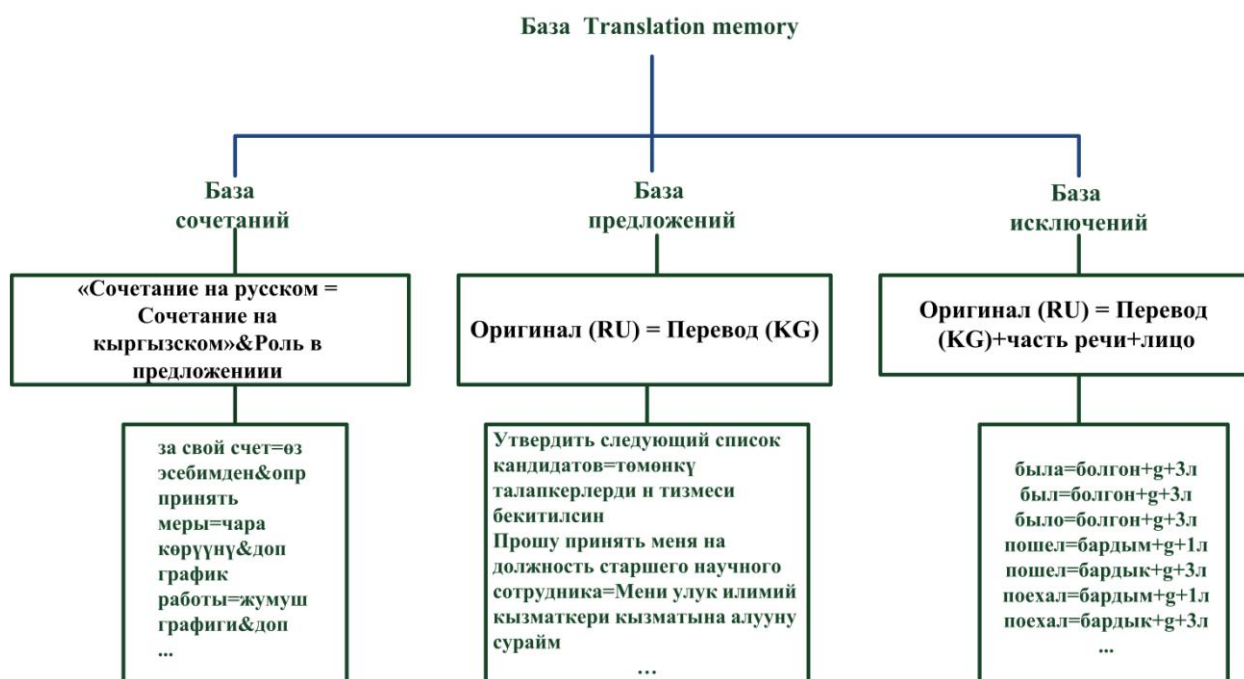 База Translation memory
База
сочетаний
«Сочетание на русском =
Сочетание на
кыргызском»&Роль в
предложениии
за свой счет=өз
эсебимден&опр
принять
меры=чара
көрүүнү&доп
график
работы=жумуш
графиги&доп
...
База
предложений
Оригинал (RU) = Перевод (KG)
Утвердить следующий список
кандидатов=төмөнкү
талапкерлерди н тизмеси
бекитилсин
Прошу принять меня на
должность старшего научного
сотрудника=Мени улук илимий
кызматкери кызматына алууну
сурайм
...
База
исключений
Оригинал (RU) = Перевод
(KG)+часть речи+лицо
была=болгон+g+3л
был=болгон+g+3л
было=болгон+g+3л
пошел=бардым+g+1л
пошел=бардык+g+3л
поехал=бардым+g+1л
поехал=бардык+g+3л
...